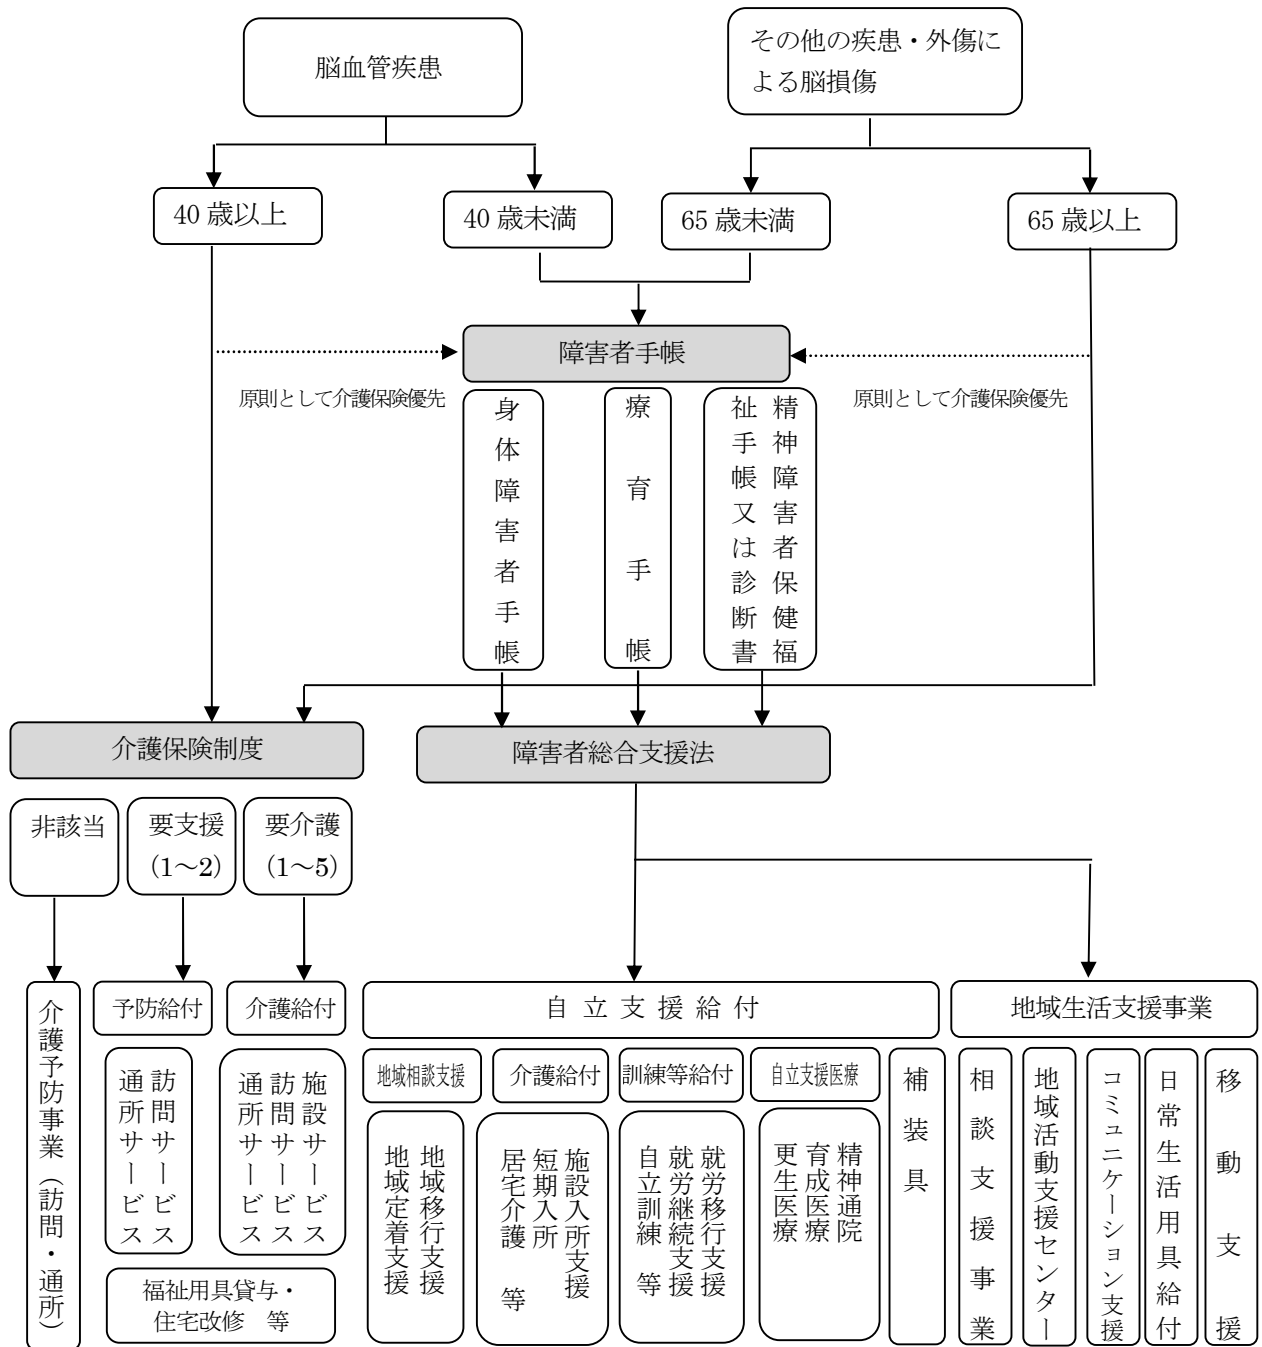 脳血管疾患
その他の疾患・外傷に
よる脳損傷
40 歳以上
40 歳未満
65 歳未満
65 歳以上
障害者手帳
原則として介護保険優先
原則として介護保険優先
身体障害者手帳
療育手帳
精神障害者保健福
祉手帳又は診断書
介護保険制度
障害者総合支援法
非該当
要支援
(1～2)
要介護
(1～5)
介護予防事業（訪問・通所）
予防給付
介護給付
訪問サービス
通所サービス
施設サービス
訪問サービス
通所サービス
福祉用具貸与・
住宅改修　等
自 立 支 援 給 付
地域生活支援事業
地域相談支援
介護給付
訓練等給付
自立支援医療
地域移行支援
地域定着支援
施設入所支援
短期入所
居宅介護　等
就労移行支援
就労継続支援
自立訓練　等
精神通院
育成医療
更生医療
補装具
相談支援事業
地域活動支援センター
コミュニケーション支援
日常生活用具給付
移動支援